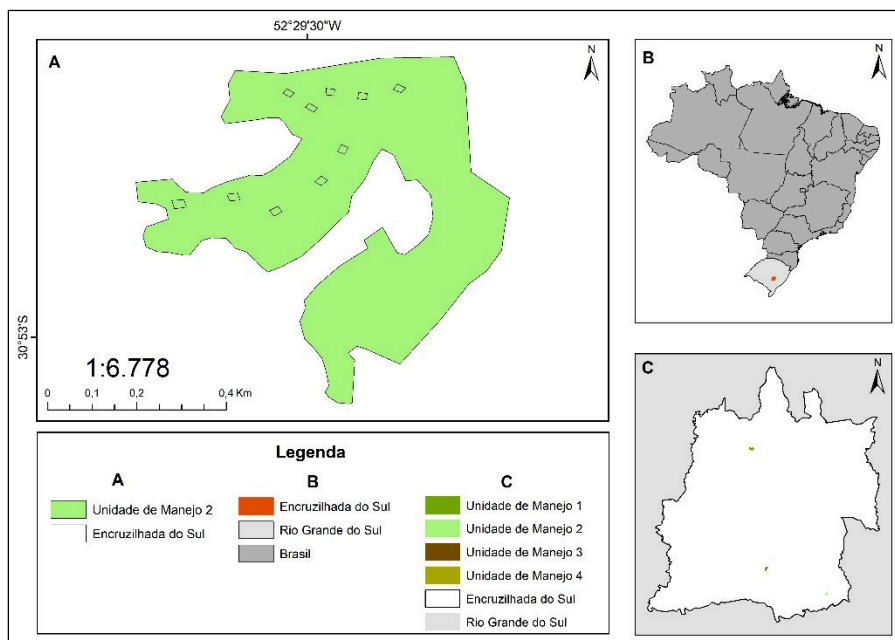 52°29'30"W
A
N
30°53'S
1:6.778
0 0,1 0,2 0,4 Km
B
N
C
N
Legenda
A
Unidade de Manejo 2
Encruzilhada do Sul
B
Encruzilhada do Sul
Rio Grande do Sul
Brasil
C
Unidade de Manejo 1
Unidade de Manejo 2
Unidade de Manejo 3
Unidade de Manejo 4
Encruzilhada do Sul
Rio Grande do Sul